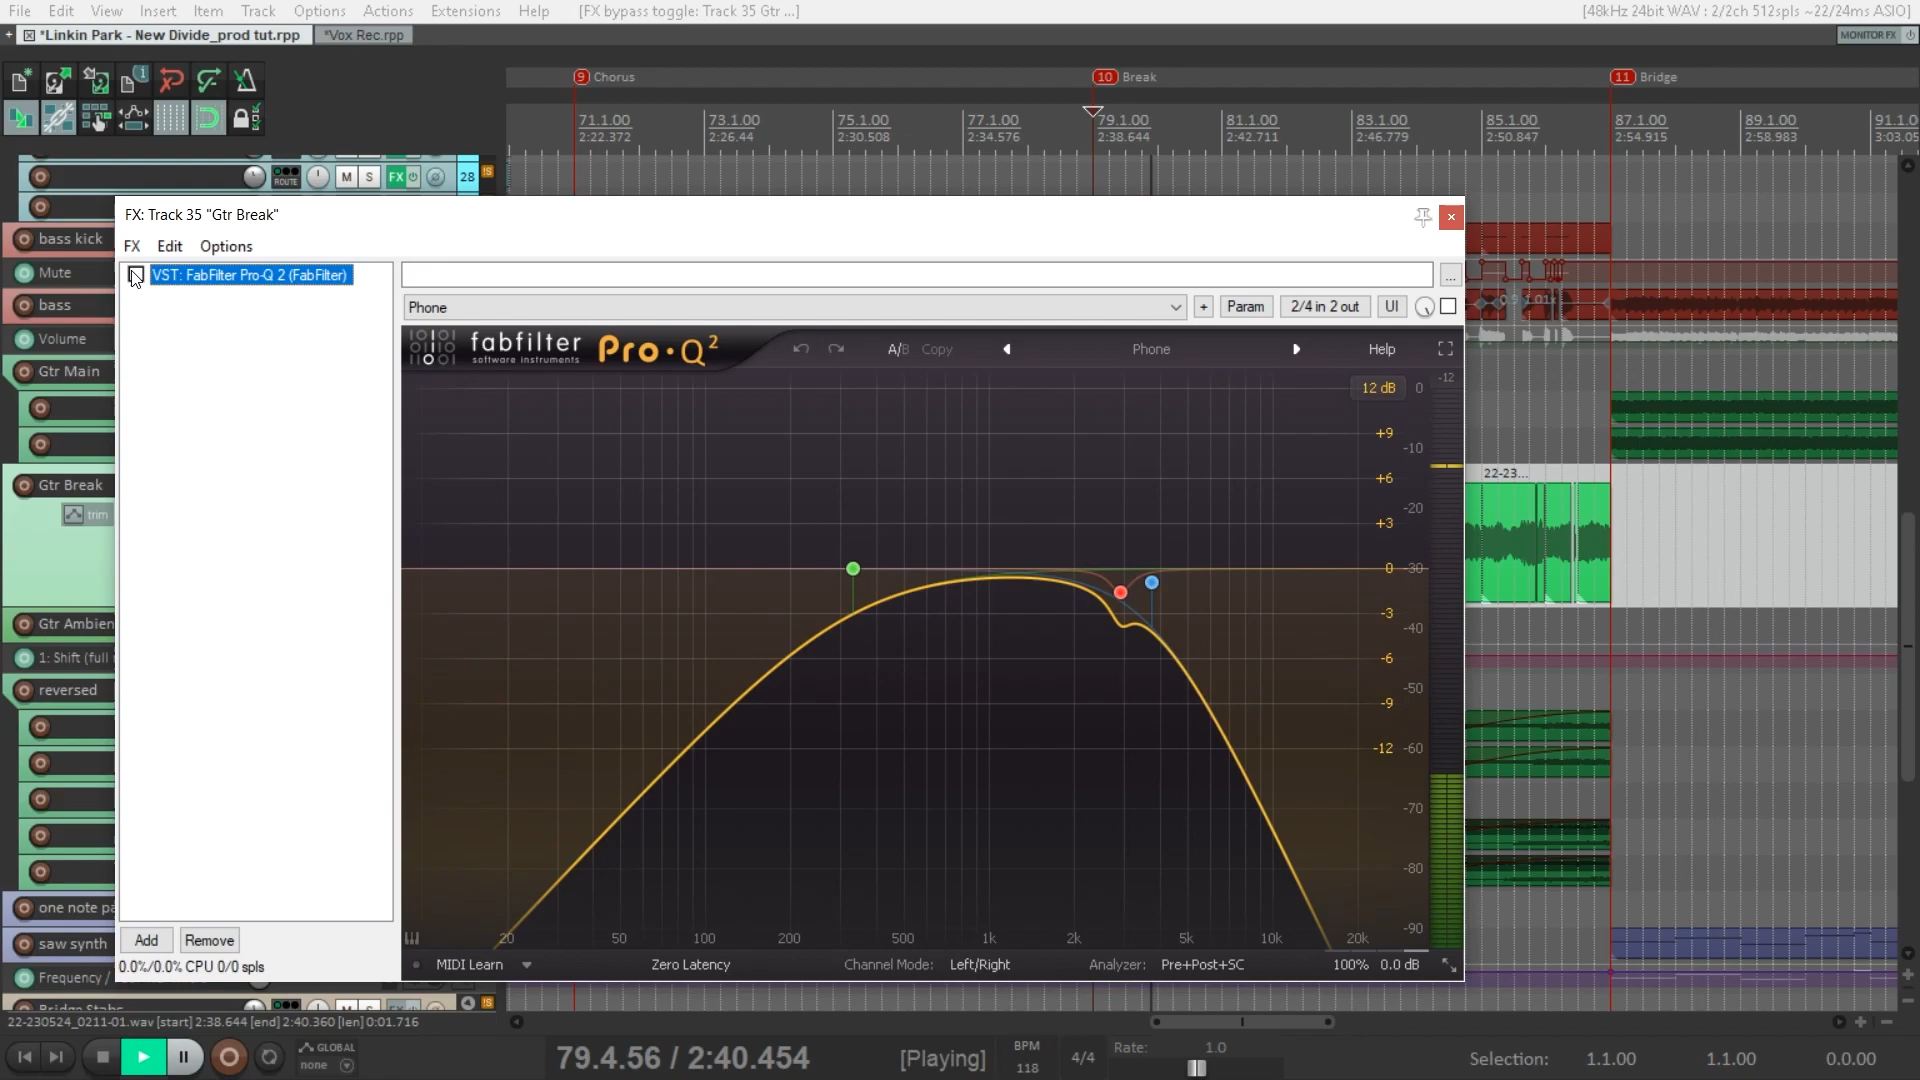 File Edit View Insert Item Track Options Actions Extensions Help [FX bypass toggle: Track 35 Gtr ...] [48kHz 24bit WAV : 2/2ch 512spls ~22/24ms ASIO]
+ *Linkin Park - New Divide_prod tut.rpp *Vox Rec.rpp MONITOR FX
9 Chorus 10 Break 11 Bridge
71.1.00 73.1.00 75.1.00 77.1.00 79.1.00 81.1.00 83.1.00 85.1.00 87.1.00 89.1.00 91.1.0
2:22.372 2:26.44 2:30.508 2:34.576 2:38.644 2:42.711 2:46.779 2:50.847 2:54.915 2:58.983 3:03.05
ROUTE M S FX 28
FX: Track 35 "Gtr Break"
FX Edit Options
VST: FabFilter Pro-Q 2 (FabFilter)
...
Phone + Param 2/4 in 2 out UI
fabfilter
software instruments
Pro·Q²
A/B Copy Phone Help
12 dB 0 -12
+9 -10
+6 -20
+3
0 -30
-3 -40
-6 -50
-9
-12 -60
-70
-80
-90
20 50 100 200 500 1k 2k 5k 10k 20k
MIDI Learn Zero Latency Channel Mode: Left/Right Analyzer: Pre+Post+SC 100% 0.0 dB
Add Remove
0.0%/0.0% CPU 0/0 spls
bass kick
Mute
bass
Volume
Gtr Main
Gtr Break
trim
Gtr Ambien
1: Shift (full
reversed
one note pa
saw synth
Frequency /
Bridge Stabs
22-23...
22-230524_0211-01.wav [start] 2:38.644 [end] 2:40.360 [len] 0:01.716
GLOBAL
none
79.4.56 / 2:40.454 [Playing]
BPM
118
4/4
Rate: 1.0
Selection: 1.1.00 1.1.00 0.0.00